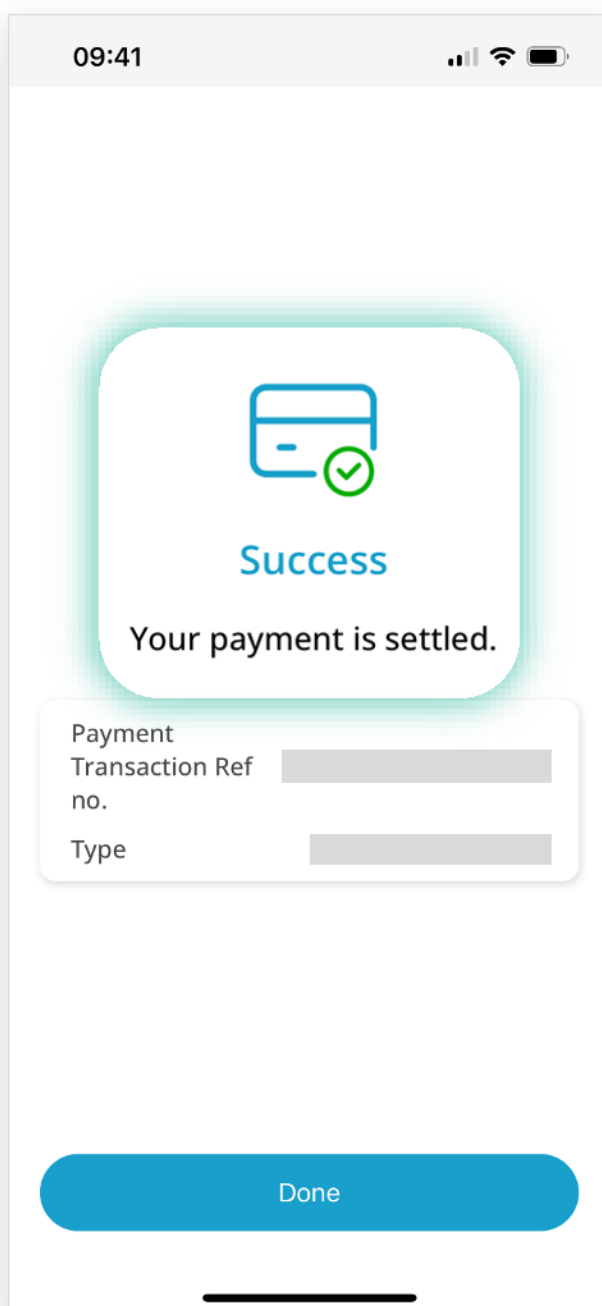 09:41
Success
Your payment is settled.
Payment
Transaction Ref
no.
Type
Done